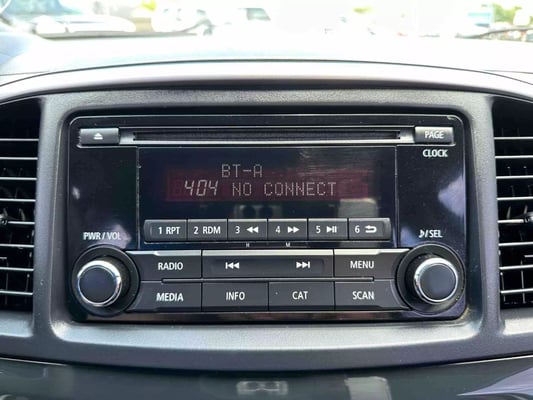 PAGE
CLOCK
BT-A
404 NO CONNECT
1 RPT 2 RDM 3 ◀◀ 4 ▶▶ 5 ▶II 6
H M
PWR / VOL
♪/SEL
RADIO I◀◀ ▶▶I MENU
MEDIA INFO CAT SCAN